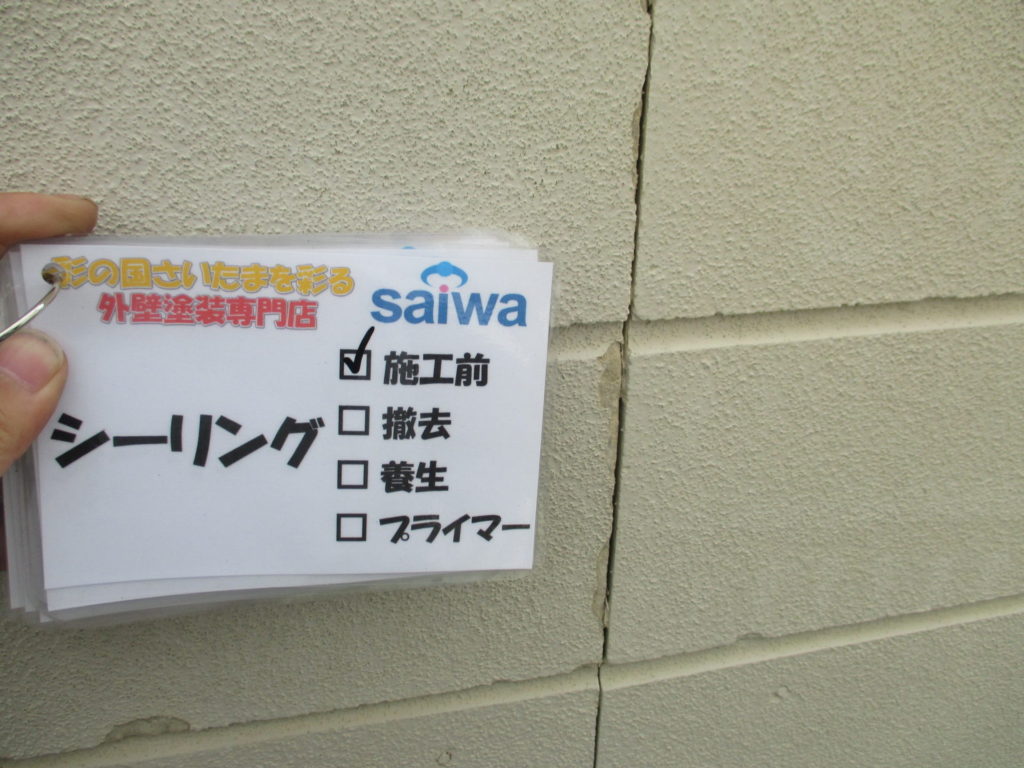 彩の国さいたまを彩る
外壁塗装専門店
saiwa
シーリング
施工前
撤去
養生
プライマー